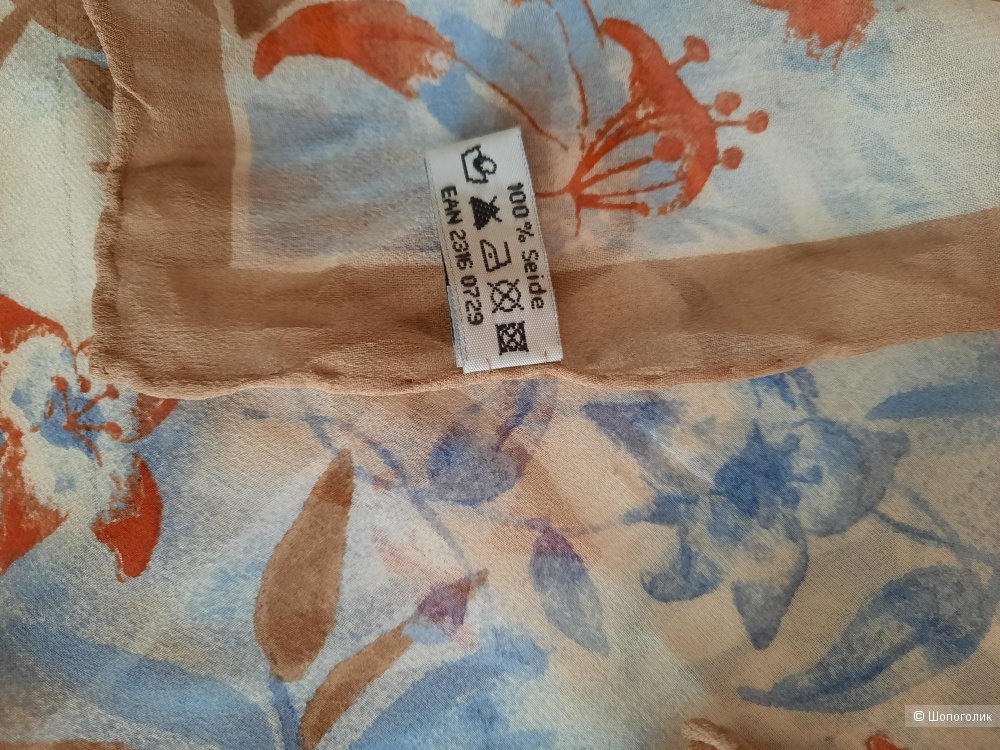 100% Seide
EAN 2316 0729
© Шопоголик